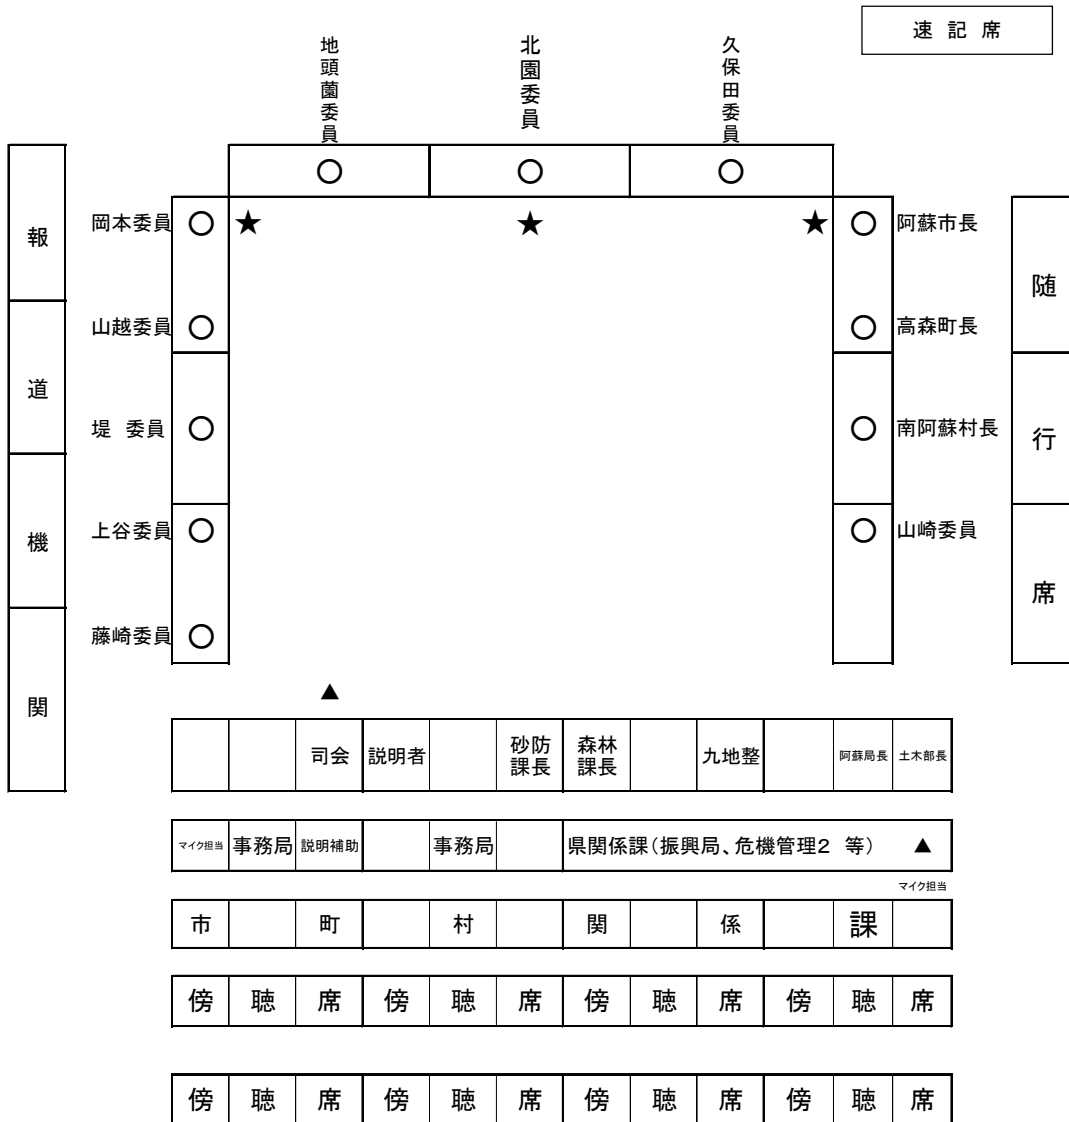 速 記 席
地頭薗委員
北園委員
久保田委員
○ ○ ○
報道機関
岡本委員 ○ ★ ★ ★ ○ 阿蘇市長
山越委員 ○ ○ 高森町長
堤 委員 ○ ○ 南阿蘇村長
上谷委員 ○ ○ 山崎委員
藤崎委員 ○
随行席
▲
司会 説明者 砂防課長 森林課長 九地整 阿蘇局長 土木部長
マイク担当 事務局 説明補助 事務局 県関係課(振興局、危機管理2 等) ▲
マイク担当
市 町 村 関 係 課
傍 聴 席 傍 聴 席 傍 聴 席 傍 聴 席
傍 聴 席 傍 聴 席 傍 聴 席 傍 聴 席